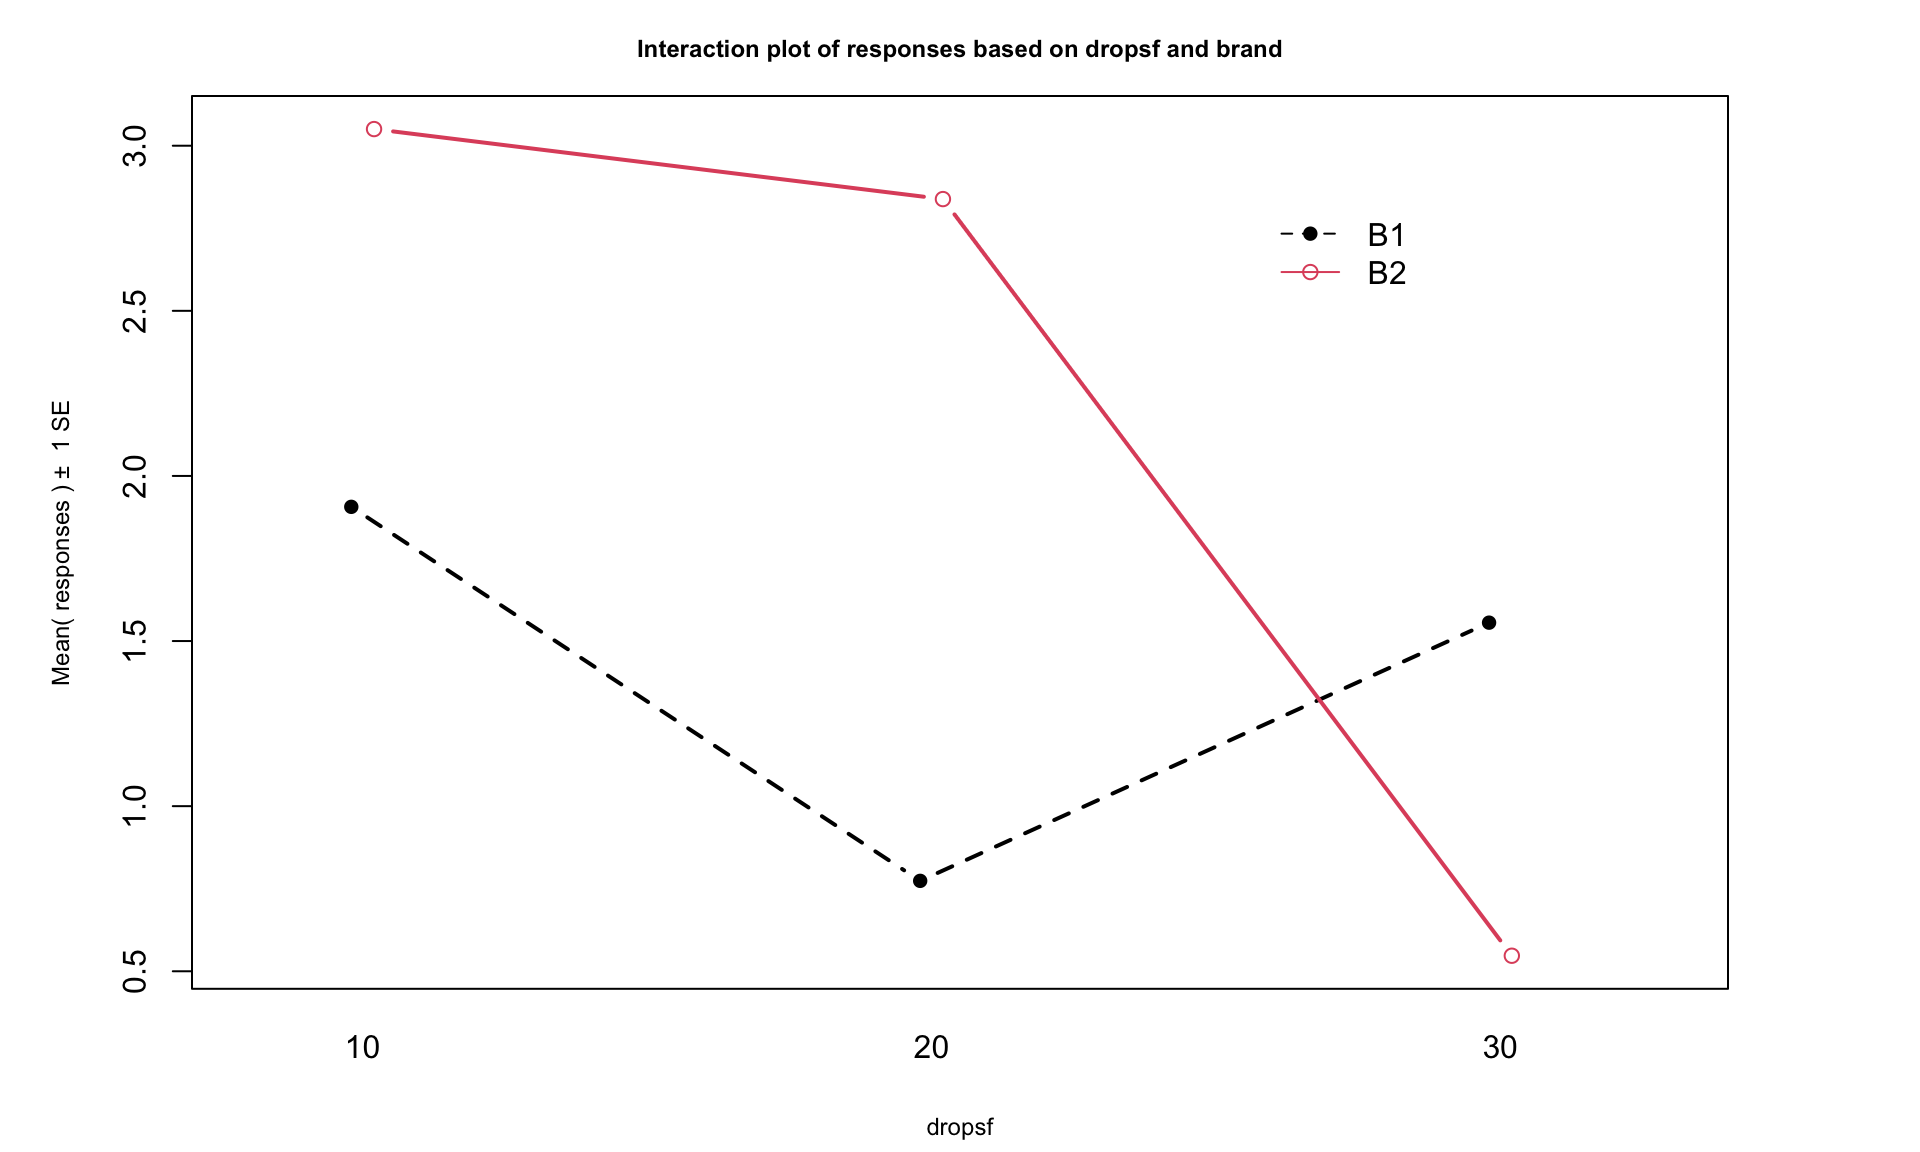 Interaction plot of responses based on dropsf and brand
3.0
2.5
2.0
1.5
1.0
0.5
Mean( responses ) ± 1 SE
B1
B2
10
20
30
dropsf